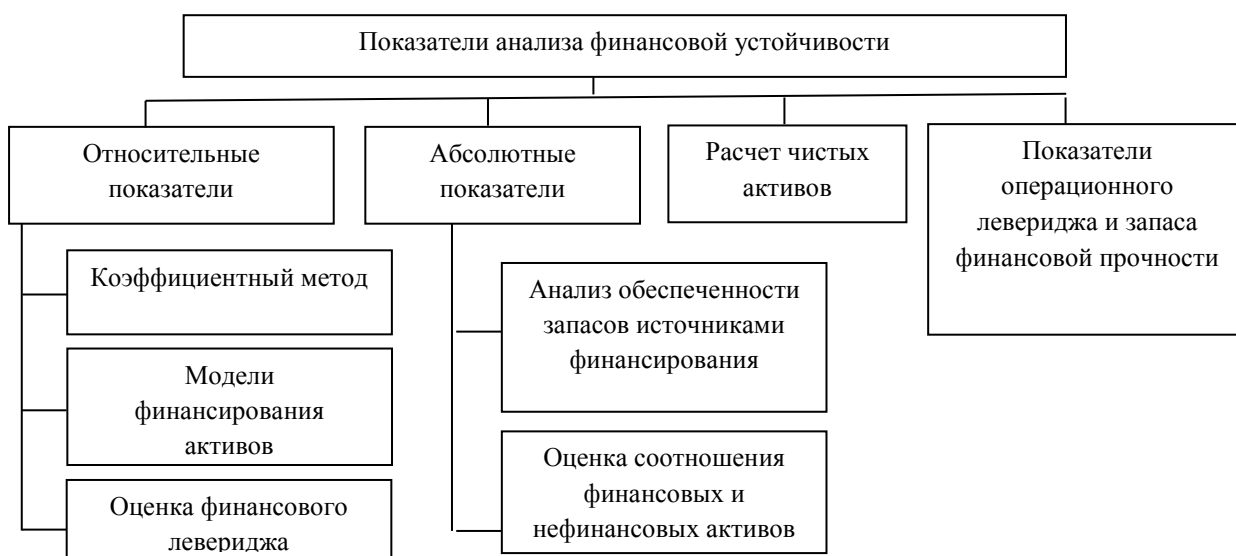 Показатели анализа финансовой устойчивости
Относительные
показатели
Абсолютные
показатели
Расчет чистых
активов
Показатели
операционного
левериджа и запаса
финансовой прочности
Коэффициентный метод
Модели
финансирования
активов
Оценка финансового
левериджа
Анализ обеспеченности
запасов источниками
финансирования
Оценка соотношения
финансовых и
нефинансовых активов